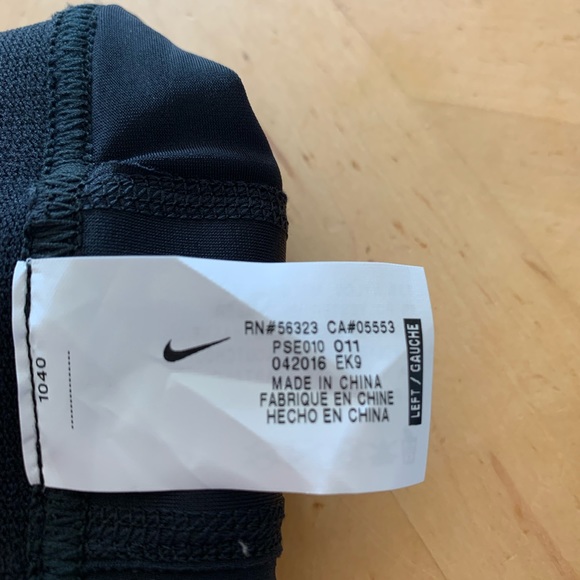 RN#56323 CA#05553
PSE010 011
042016 EK9
MADE IN CHINA
FABRIQUE EN CHINE
HECHO EN CHINA
LEFT / GAUCHE
1040